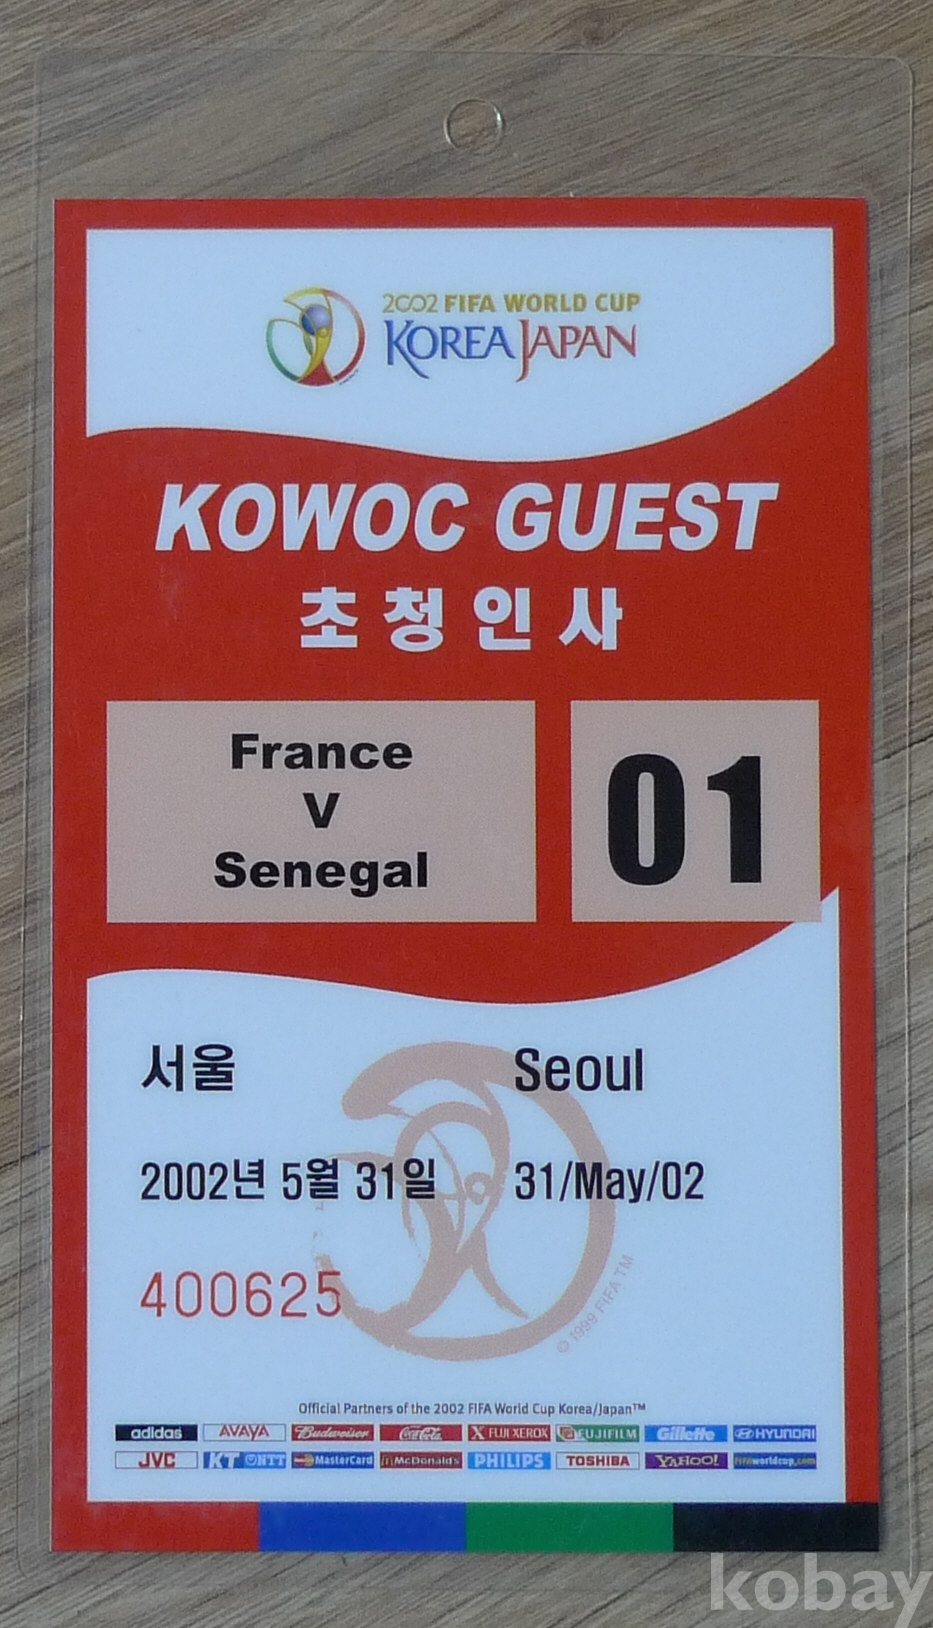 2002 FIFA WORLD CUP
KOREA JAPAN
KOWOC GUEST
초청인사
France
V
Senegal
01
서울 Seoul
2002년 5월 31일 31/May/02
400625
© 1999 FIFA TM
Official Partners of the 2002 FIFA World Cup Korea/Japan™
adidas AVAYA Budweiser Coca-Cola FUJI XEROX FUJIFILM Gillette HYUNDAI
JVC KT NTT MasterCard McDonald's PHILIPS TOSHIBA YAHOO! FIFAworldcup.com
kobay